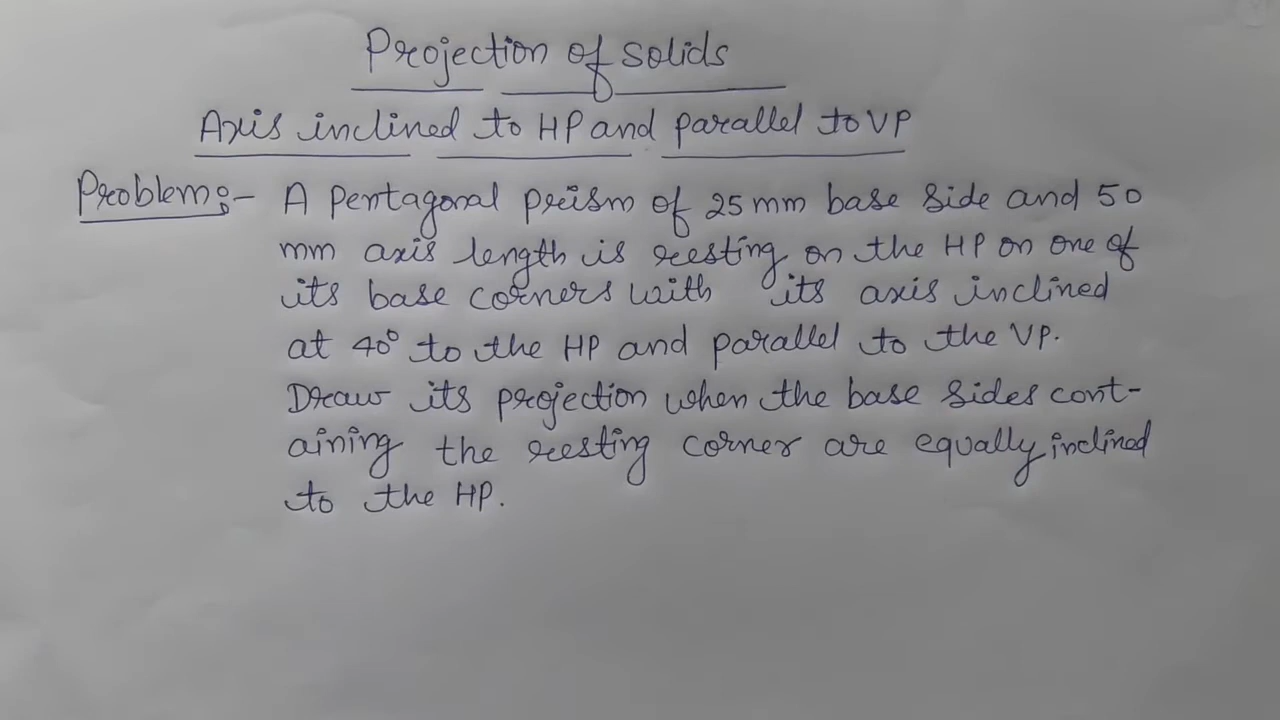 Projection of solids
Axis inclined to HP and parallel to VP
Problem:- A pentagonal prism of 25 mm base side and 50
mm axis length is resting on the HP on one of
its base corners with its axis inclined
at 40° to the HP and parallel to the VP.
Draw its projection when the base sides cont-
aining the resting corner are equally inclined
to the HP.